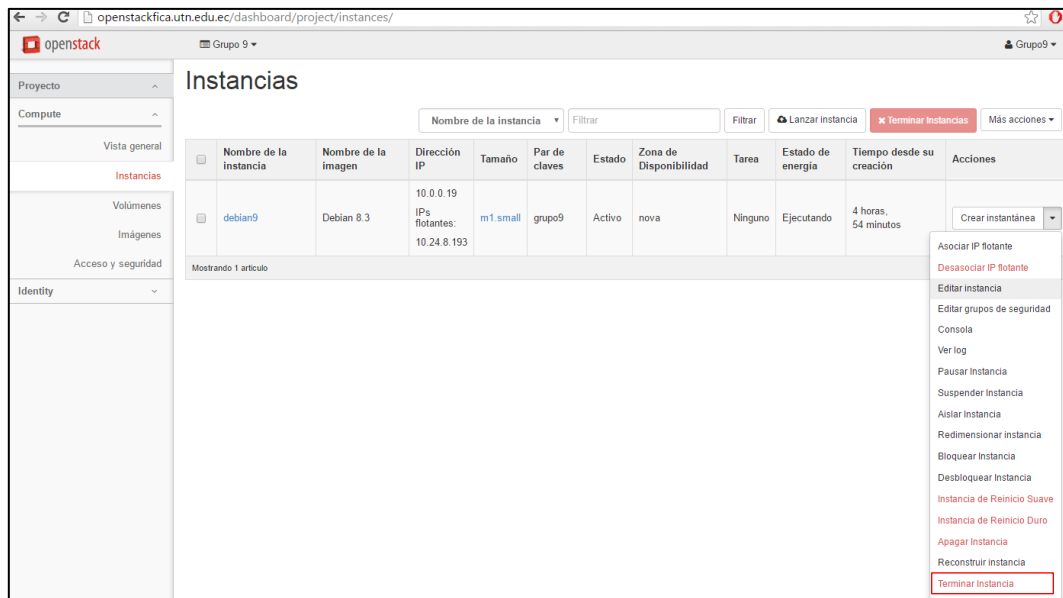 openstackfica.utn.edu.ec/dashboard/project/instances/
openstack
Grupo 9
Grupo9
Proyecto
Compute
Vista general
Instancias
Volúmenes
Imágenes
Acceso y seguridad
Identity
Instancias
Nombre de la instancia
Filtrar
Filtrar
Lanzar instancia
Terminar Instancias
Más acciones
Nombre de la
instancia
Nombre de la
imagen
Dirección
IP
Tamaño
Par de
claves
Estado
Zona de
Disponibilidad
Tarea
Estado de
energía
Tiempo desde su
creación
Acciones
debian9
Debian 8.3
10.0.0.19
IPs
flotantes:
10.24.8.193
m1.small
grupo9
Activo
nova
Ninguno
Ejecutando
4 horas,
54 minutos
Crear instantánea
Mostrando 1 artículo
Asociar IP flotante
Desasociar IP flotante
Editar instancia
Editar grupos de seguridad
Consola
Ver log
Pausar Instancia
Suspender Instancia
Aislar Instancia
Redimensionar instancia
Bloquear Instancia
Desbloquear Instancia
Instancia de Reinicio Suave
Instancia de Reinicio Duro
Apagar Instancia
Reconstruir instancia
Terminar Instancia